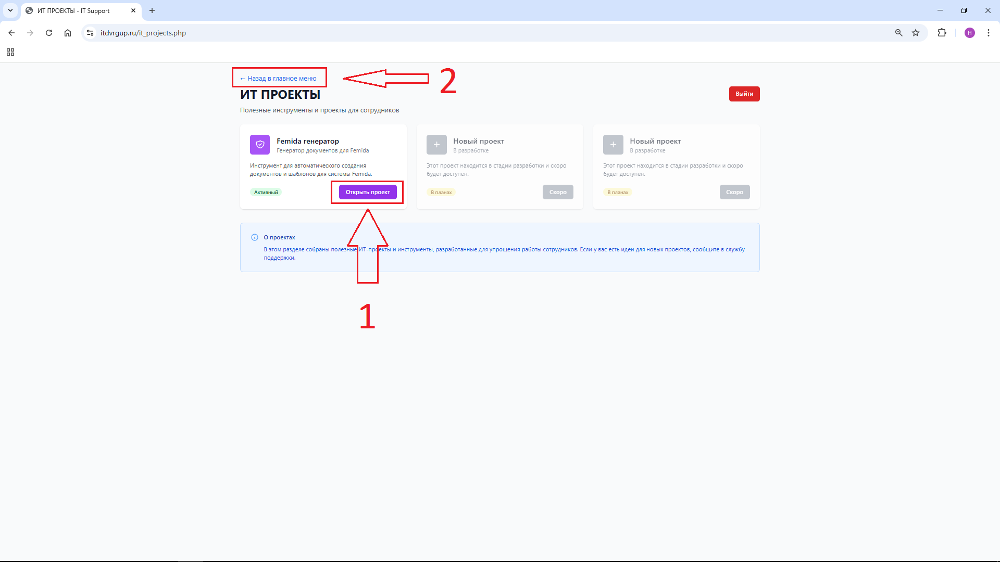 ИТ ПРОЕКТЫ - IT Support
itdvrgup.ru/it_projects.php
H
← Назад в главное меню
2
ИТ ПРОЕКТЫ
Выйти
Полезные инструменты и проекты для сотрудников
Femida генератор
Генератор документов для Femida
Инструмент для автоматического создания
документов и шаблонов для системы Femida.
Активный
Открыть проект
Новый проект
В разработке
Этот проект находится в стадии разработки и скоро
будет доступен.
В планах
Скоро
Новый проект
В разработке
Этот проект находится в стадии разработки и скоро
будет доступен.
В планах
Скоро
О проектах
В этом разделе собраны полезные ИТ-проекты и инструменты, разработанные для упрощения работы сотрудников. Если у вас есть идеи для новых проектов, сообщите в службу
поддержки.
1